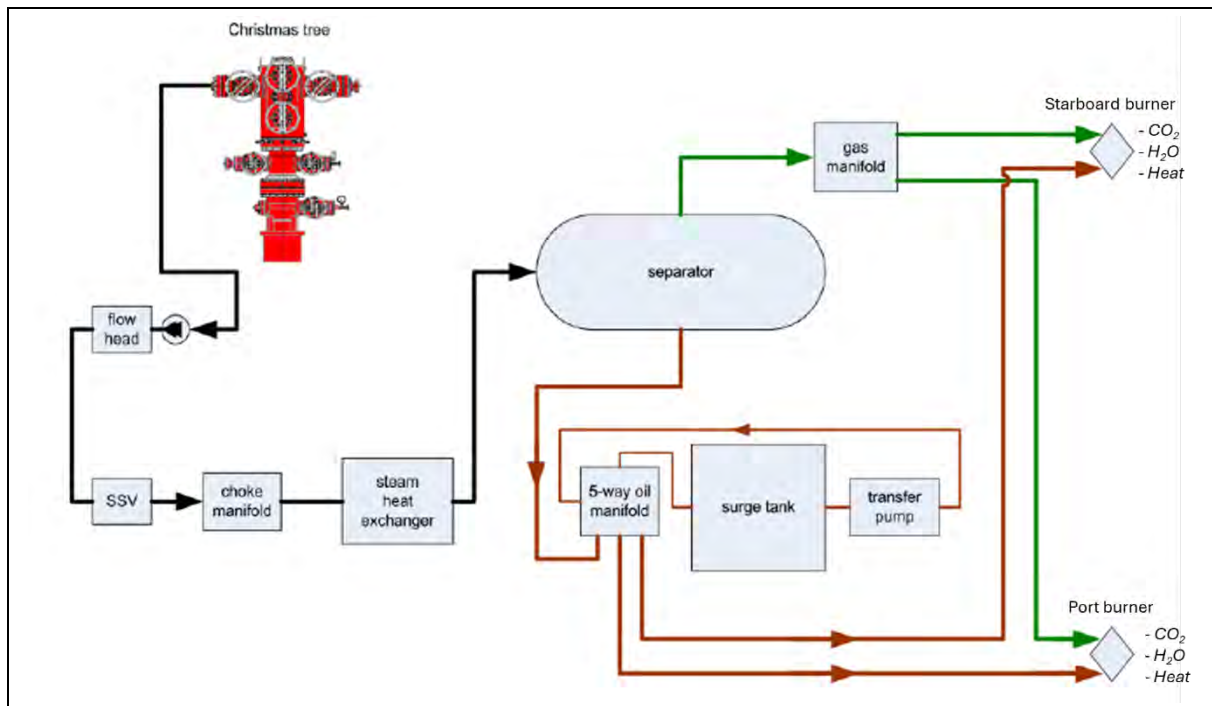 Christmas tree
Starboard burner
- CO₂
- H₂O
- Heat
gas
manifold
separator
flow
head
SSV
choke
manifold
steam
heat
exchanger
5-way oil
manifold
surge tank
transfer
pump
Port burner
- CO₂
- H₂O
- Heat